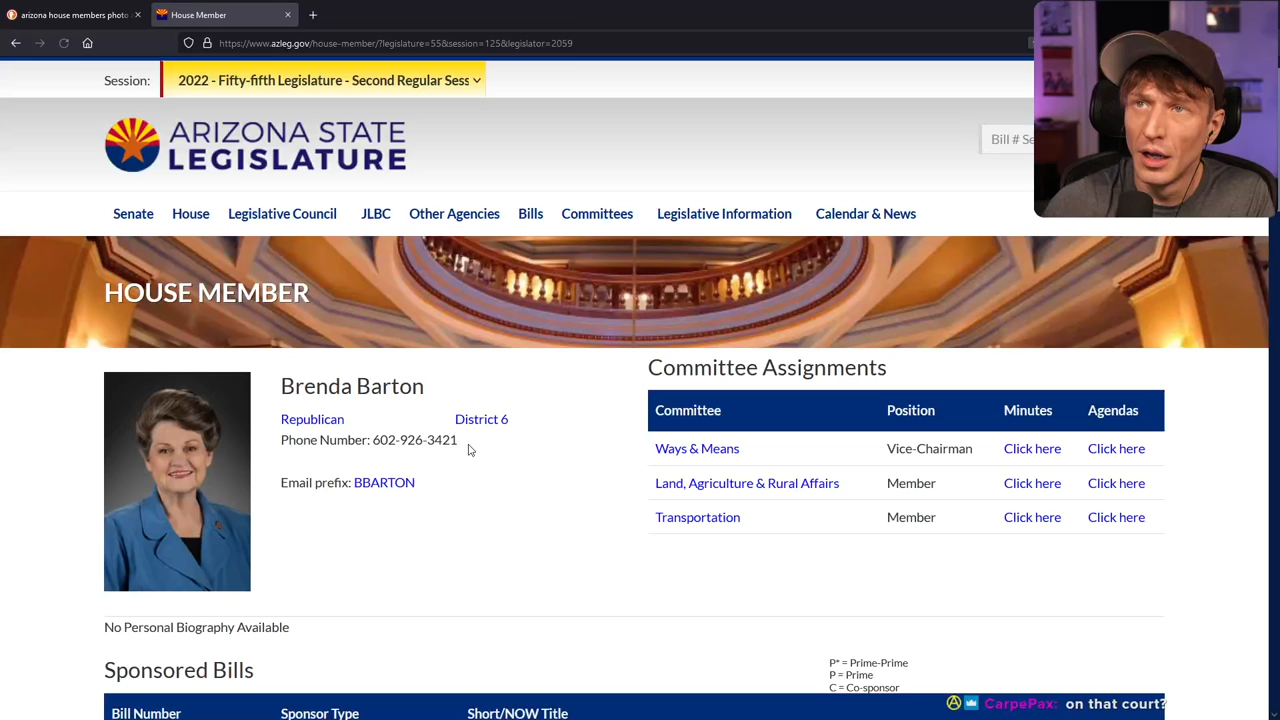 arizona house members photo
House Member
https://www.azleg.gov/house-member/?legislature=55&session=125&legislator=2059
Session:
2022 - Fifty-fifth Legislature - Second Regular Sess
ARIZONA STATE
LEGISLATURE
Bill # Se
Senate House Legislative Council JLBC Other Agencies Bills Committees Legislative Information Calendar & News
HOUSE MEMBER
Brenda Barton
Republican District 6
Phone Number: 602-926-3421
Email prefix: BBARTON
Committee Assignments
Committee Position Minutes Agendas
Ways & Means Vice-Chairman Click here Click here
Land, Agriculture & Rural Affairs Member Click here Click here
Transportation Member Click here Click here
No Personal Biography Available
Sponsored Bills
P* = Prime-Prime
P = Prime
C = Co-sponsor
Bill Number Sponsor Type Short/NOW Title
CarpePax: on that court?